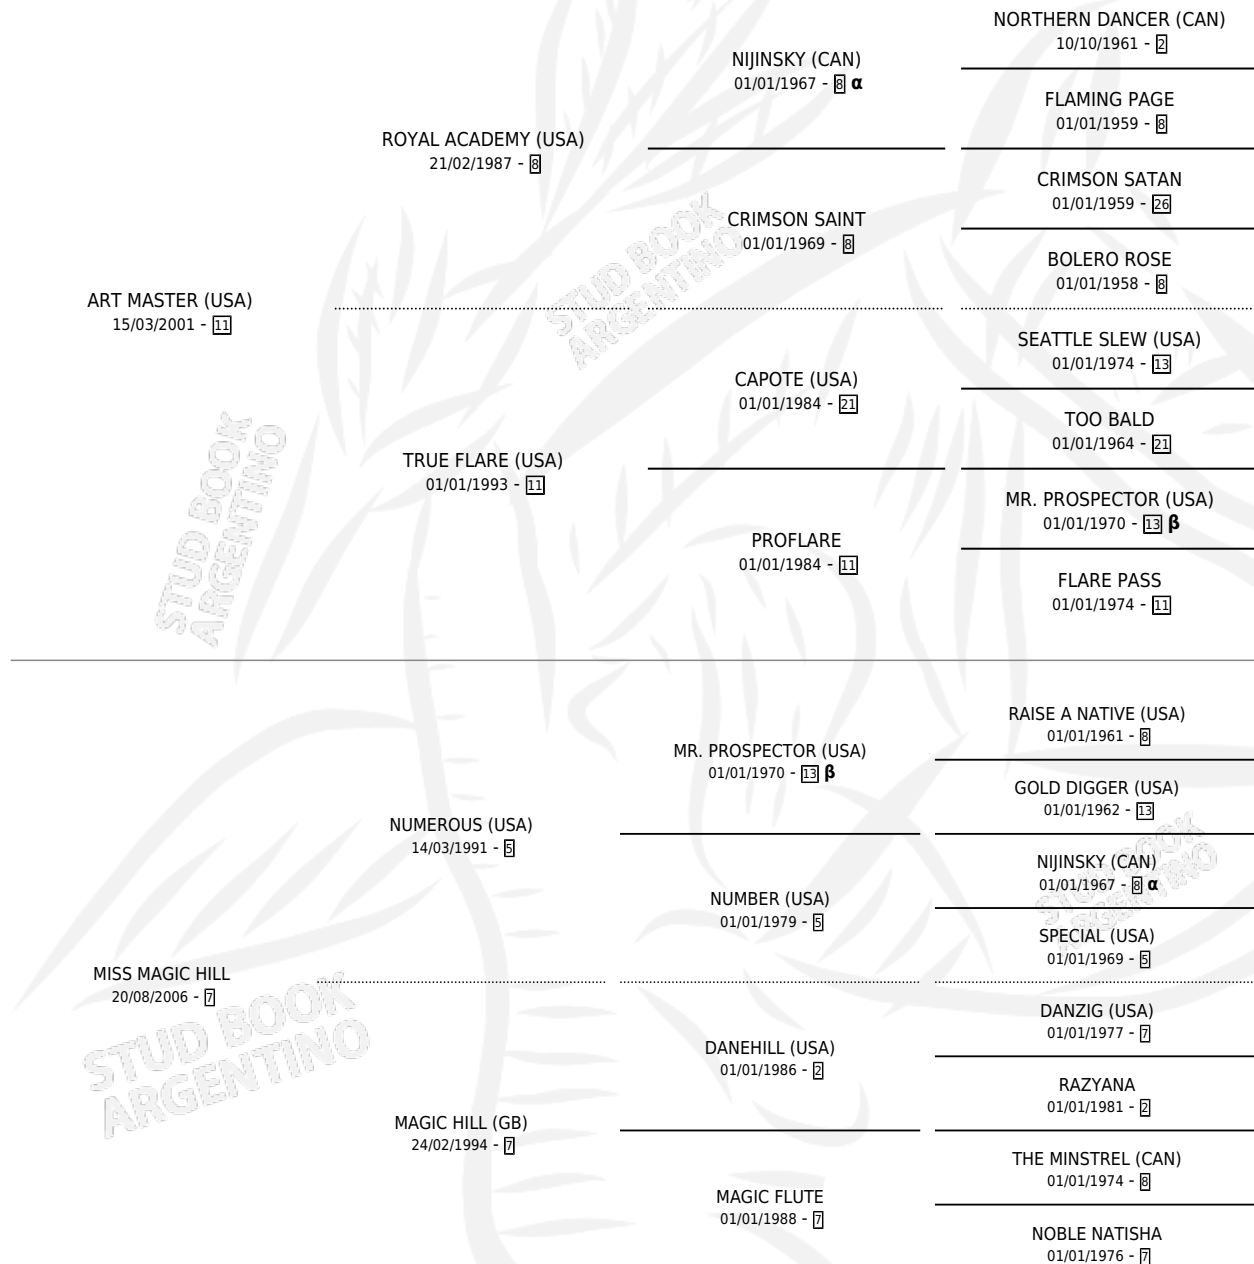 NORTHERN DANCER (CAN)
10/10/1961 - 2
NIJINSKY (CAN)
01/01/1967 - 8 α
FLAMING PAGE
01/01/1959 - 8
ROYAL ACADEMY (USA)
21/02/1987 - 8
CRIMSON SATAN
01/01/1959 - 26
CRIMSON SAINT
01/01/1969 - 8
BOLERO ROSE
01/01/1958 - 8
STUD BOOK
ARGENTINO
ART MASTER (USA)
15/03/2001 - 11
SEATTLE SLEW (USA)
01/01/1974 - 13
CAPOTE (USA)
01/01/1984 - 21
TOO BALD
01/01/1964 - 21
TRUE FLARE (USA)
01/01/1993 - 11
MR. PROSPECTOR (USA)
01/01/1970 - 13 β
PROFLARE
01/01/1984 - 11
FLARE PASS
01/01/1974 - 11
STUD BOOK
ARGENTINO
RAISE A NATIVE (USA)
01/01/1961 - 8
MR. PROSPECTOR (USA)
01/01/1970 - 13 β
GOLD DIGGER (USA)
01/01/1962 - 13
NUMEROUS (USA)
14/03/1991 - 5
NIJINSKY (CAN)
01/01/1967 - 8 α
NUMBER (USA)
01/01/1979 - 5
SPECIAL (USA)
01/01/1969 - 5
STUD BOOK
ARGENTINO
MISS MAGIC HILL
20/08/2006 - 7
DANZIG (USA)
01/01/1977 - 7
DANEHILL (USA)
01/01/1986 - 2
RAZYANA
01/01/1981 - 2
STUD BOOK
ARGENTINO
MAGIC HILL (GB)
24/02/1994 - 7
THE MINSTREL (CAN)
01/01/1974 - 8
MAGIC FLUTE
01/01/1988 - 7
NOBLE NATISHA
01/01/1976 - 7